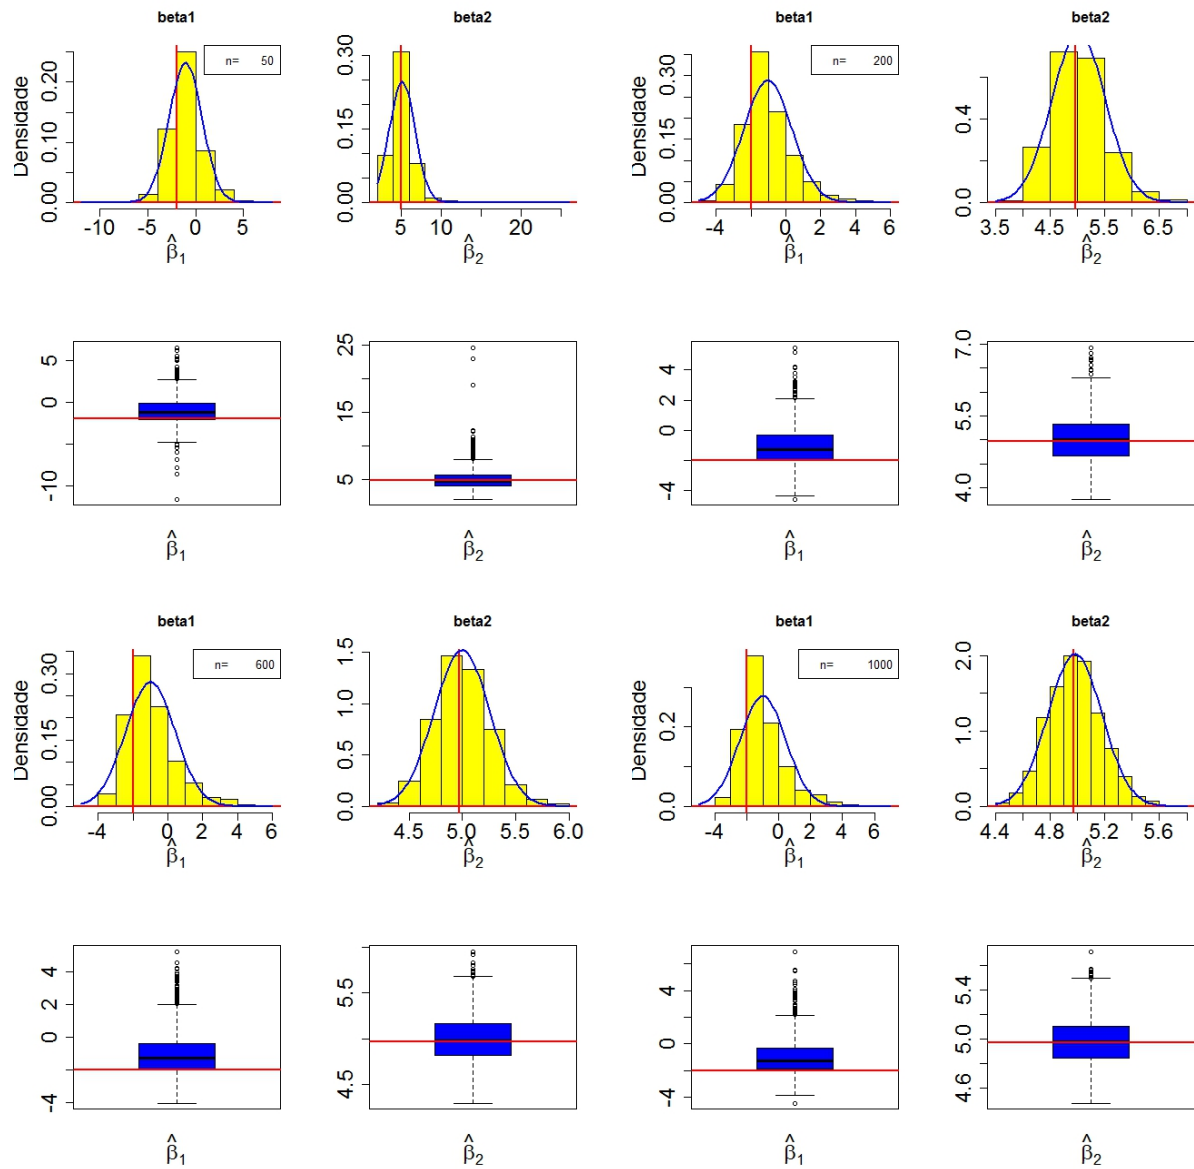 beta1
beta2
beta1
beta2
n= 50
n= 200
Densidade
0.00 0.10 0.20
0.00 0.15 0.30
Densidade
0.00 0.15 0.30
0.0 0.4
-10 -5 0 5
5 10 20
-4 -2 0 2 4 6
3.5 4.5 5.5 6.5
β̂1
β̂2
β̂1
β̂2
-10 0 5
5 15 25
-4 0 2 4
4.0 5.5 7.0
β̂1
β̂2
β̂1
β̂2
beta1
beta2
beta1
beta2
n= 600
n= 1000
Densidade
0.00 0.15 0.30
0.0 0.5 1.0 1.5
Densidade
0.0 0.2
0.0 1.0 2.0
-4 0 2 4 6
4.5 5.0 5.5 6.0
-4 -1 1 2 4 6
4.4 4.8 5.2 5.6
β̂1
β̂2
β̂1
β̂2
-4 0 2 4
4.5 5.5
-4 0 4
4.6 5.0 5.4
β̂1
β̂2
β̂1
β̂2